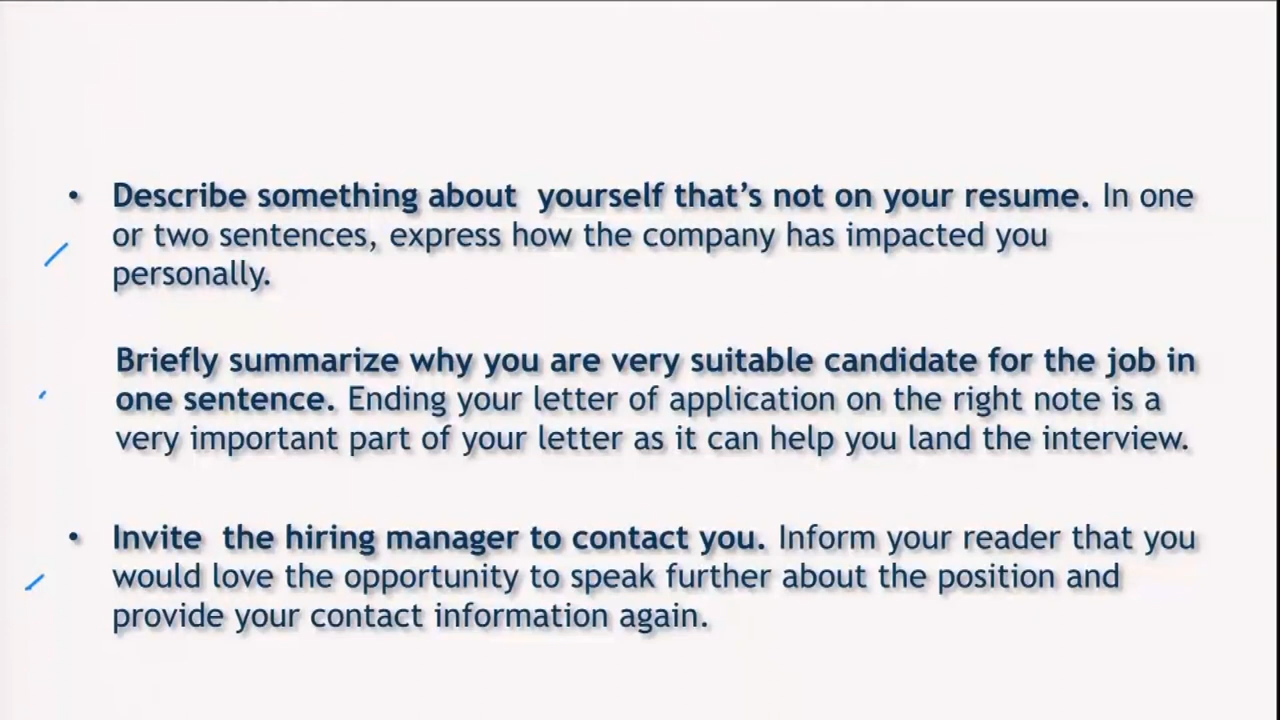 • Describe something about  yourself that’s not on your resume. In one
or two sentences, express how the company has impacted you
personally.
Briefly summarize why you are very suitable candidate for the job in
one sentence. Ending your letter of application on the right note is a
very important part of your letter as it can help you land the interview.
• Invite  the hiring manager to contact you. Inform your reader that you
would love the opportunity to speak further about the position and
provide your contact information again.